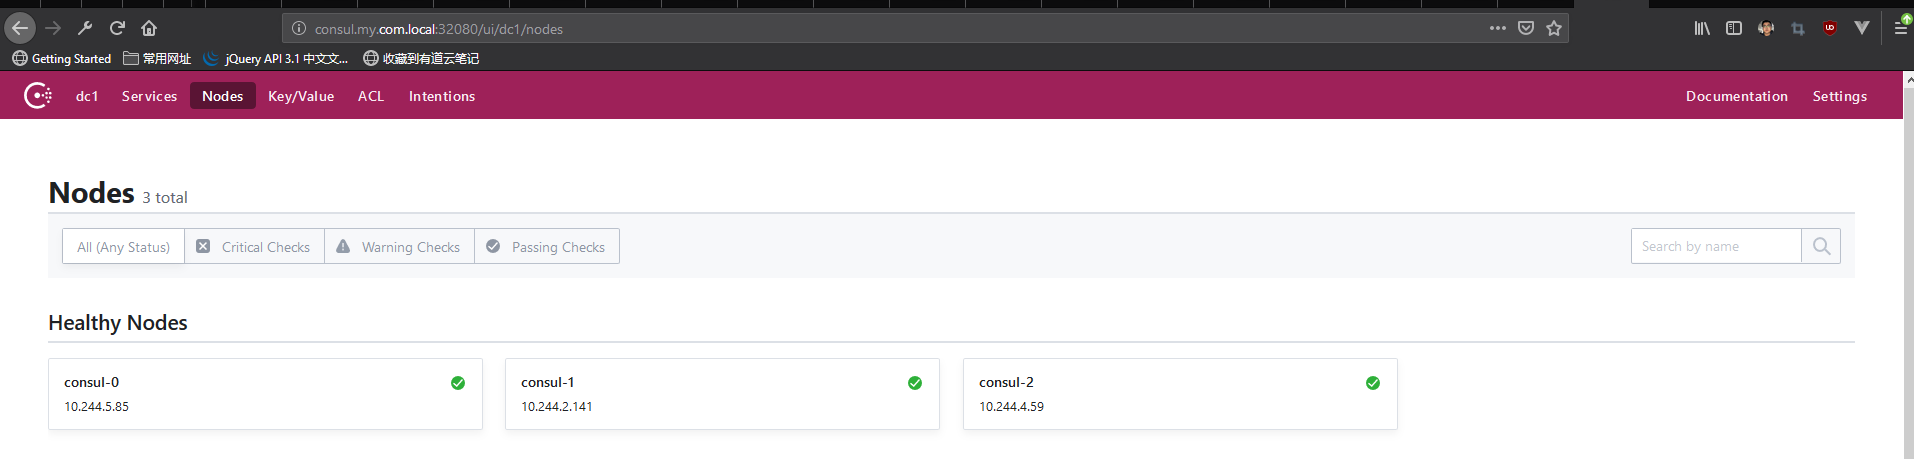 consul.my.com.local:32080/ui/dc1/nodes
Getting Started 常用网址 jQuery API 3.1 中文文... 收藏到有道云笔记
dc1 Services Nodes Key/Value ACL Intentions Documentation Settings
Nodes 3 total
All (Any Status) Critical Checks Warning Checks Passing Checks Search by name
Healthy Nodes
consul-0 consul-1 consul-2
10.244.5.85 10.244.2.141 10.244.4.59